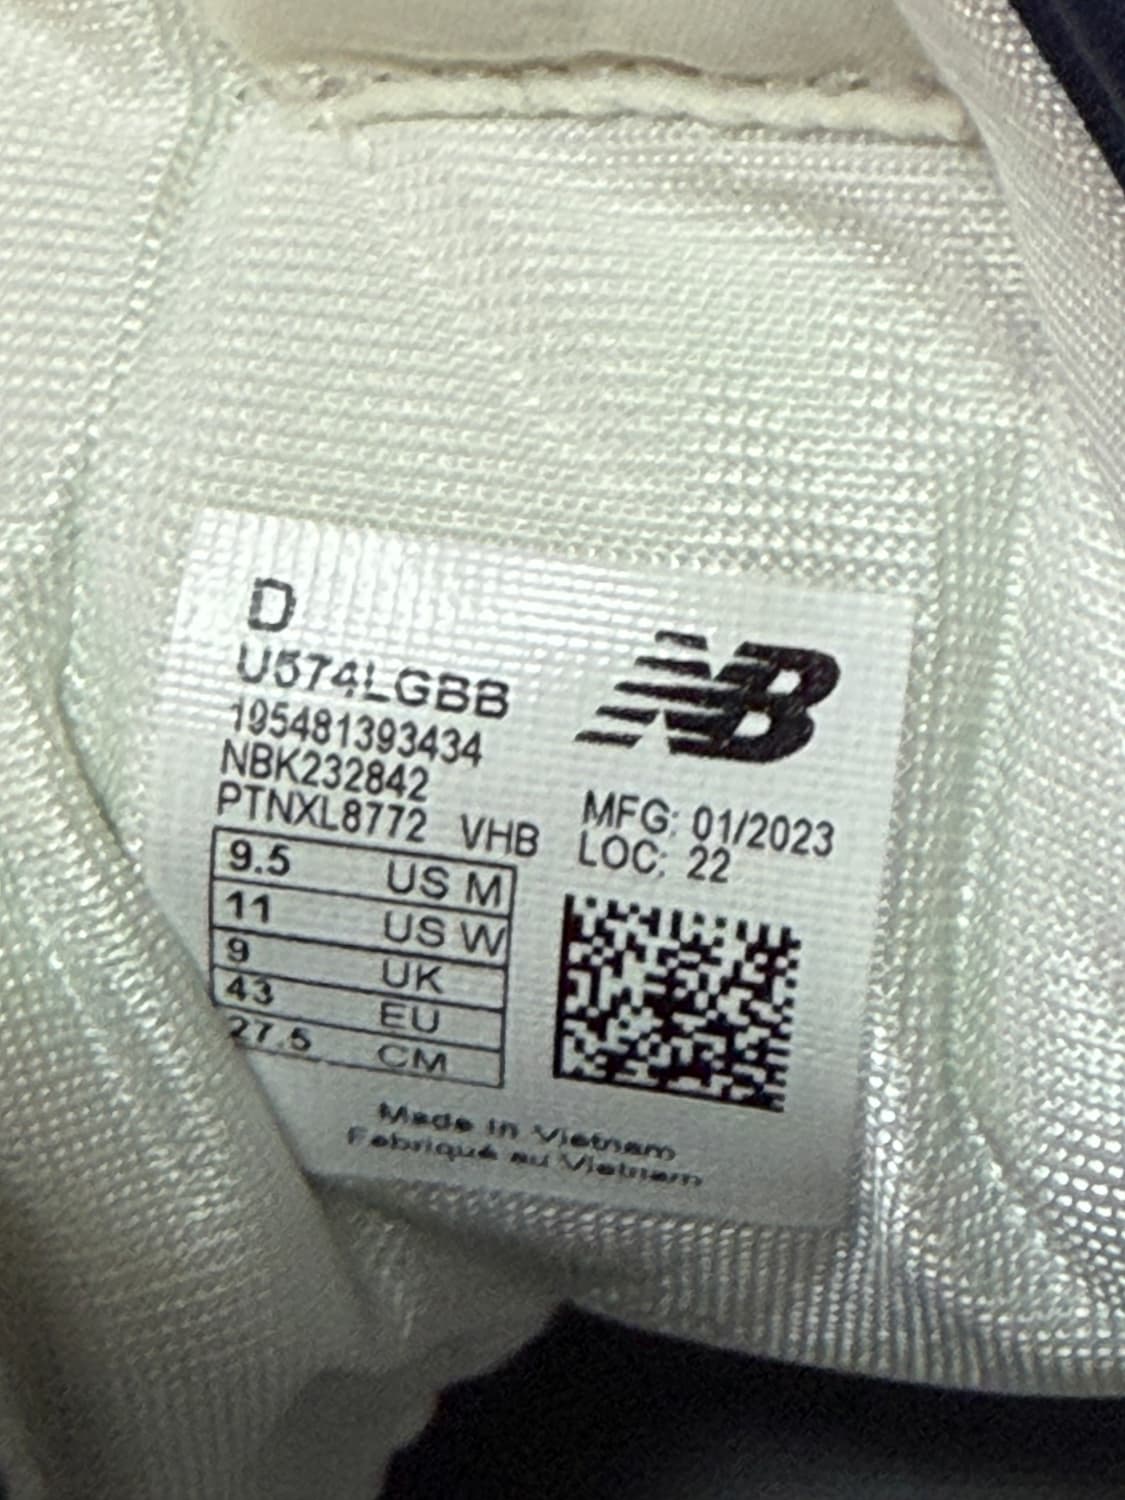 D
U574LGBB
195481393434
NBK232842
PTNXL8772 VHB
9.5 US M
11 US W
9 UK
43 EU
27.5 CM
NB
MFG: 01/2023
LOC: 22
Made in Vietnam
Fabriqué au Vietnam